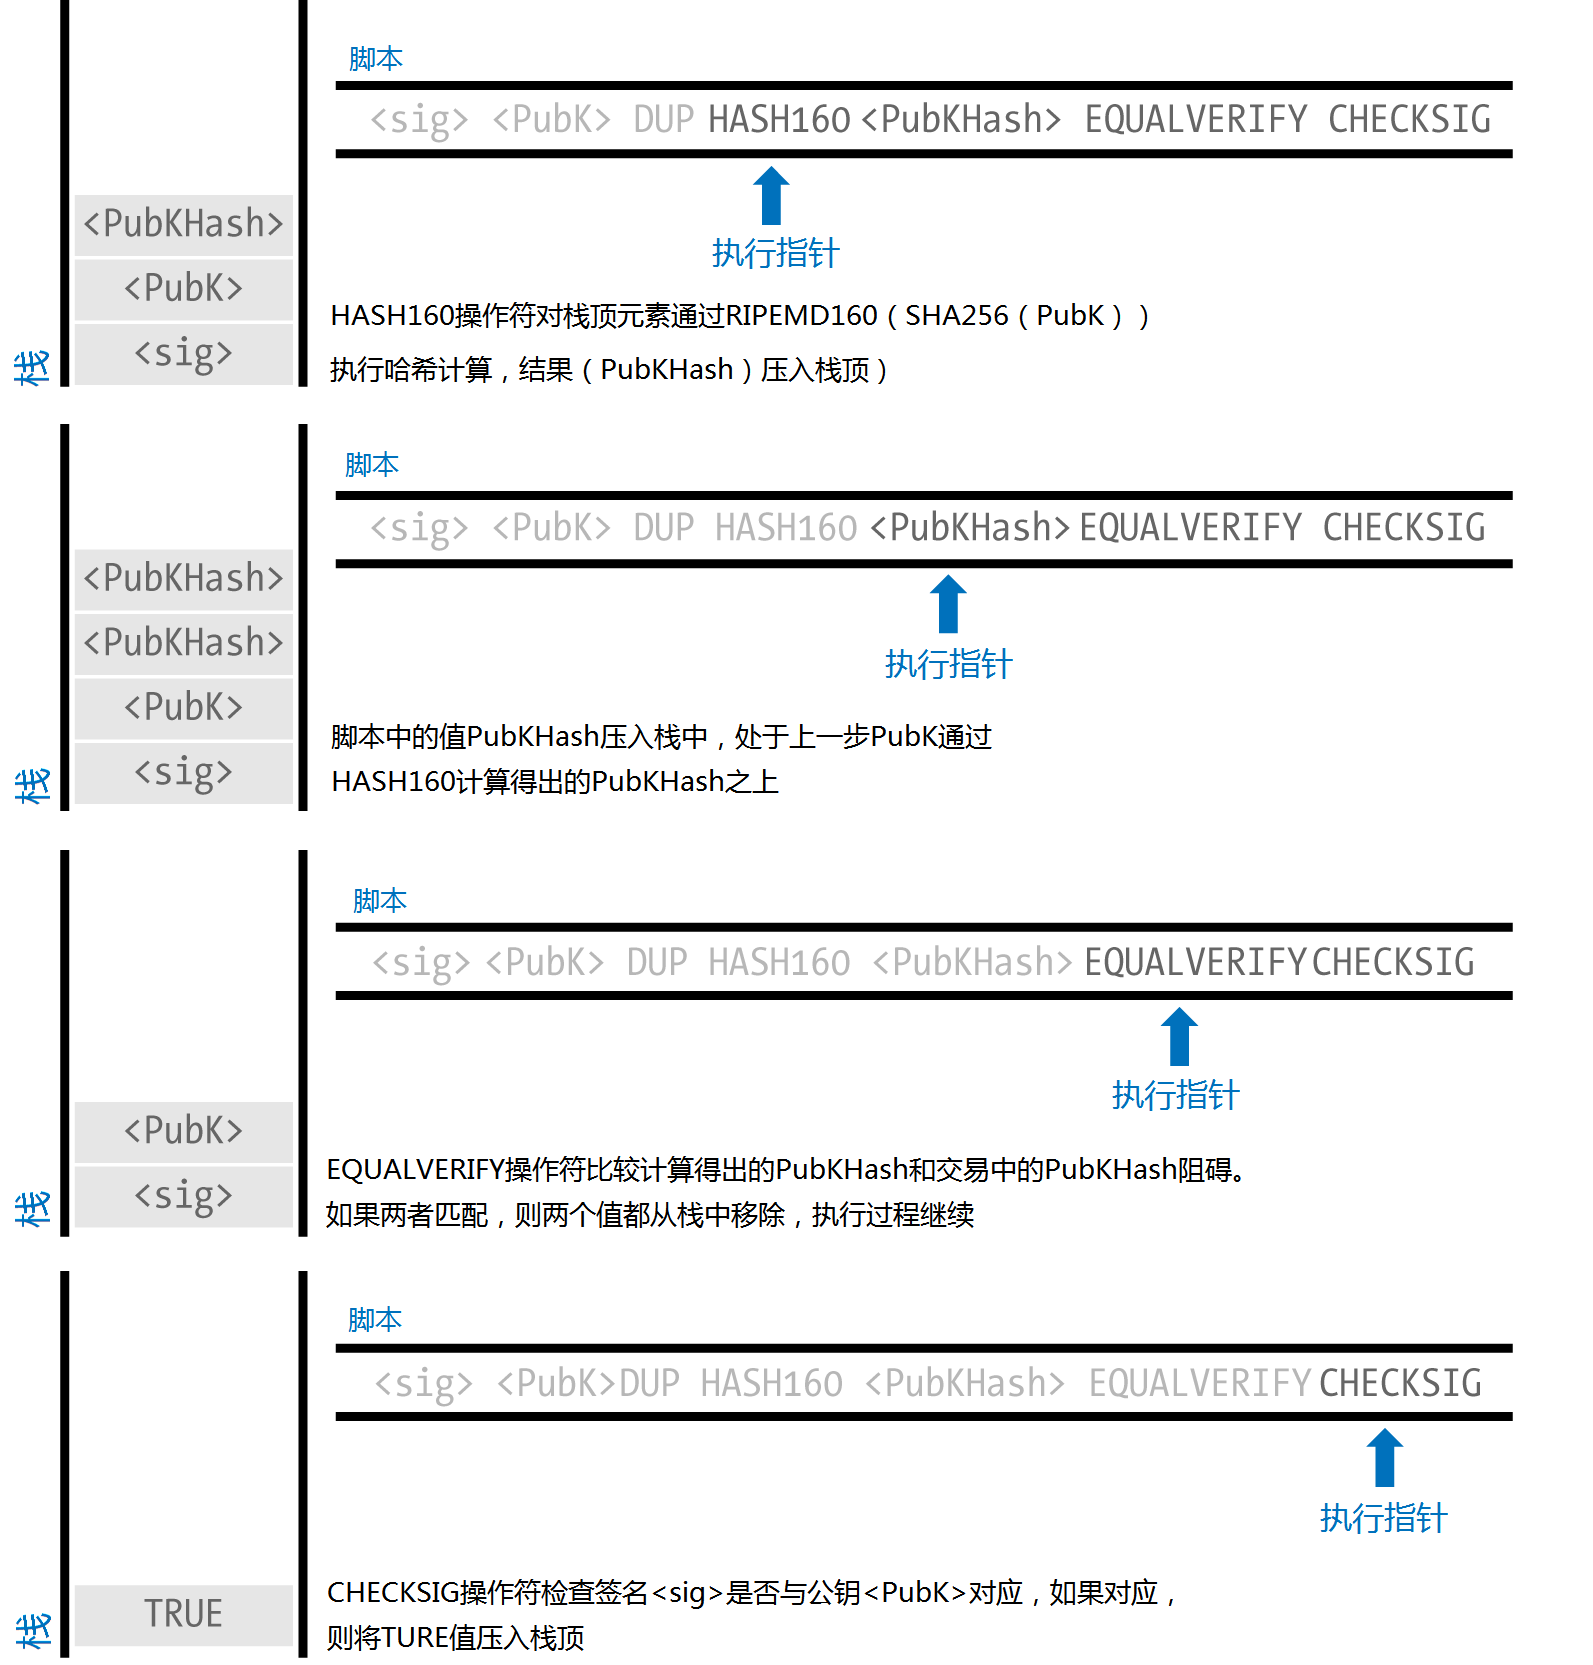 脚本
<sig> <PubK> DUP HASH160 <PubKHash> EQUALVERIFY CHECKSIG
执行指针
<PubKHash>
<PubK>
<sig>
栈
HASH160操作符对栈顶元素通过RIPEMD160（SHA256（PubK））
执行哈希计算，结果（PubKHash）压入栈顶）
脚本
<sig> <PubK> DUP HASH160 <PubKHash> EQUALVERIFY CHECKSIG
执行指针
<PubKHash>
<PubKHash>
<PubK>
<sig>
栈
脚本中的值PubKHash压入栈中，处于上一步PubK通过
HASH160计算得出的PubKHash之上
脚本
<sig> <PubK> DUP HASH160 <PubKHash> EQUALVERIFY CHECKSIG
执行指针
<PubK>
<sig>
栈
EQUALVERIFY操作符比较计算得出的PubKHash和交易中的PubKHash阻碍。
如果两者匹配，则两个值都从栈中移除，执行过程继续
脚本
<sig> <PubK>DUP HASH160 <PubKHash> EQUALVERIFY CHECKSIG
执行指针
TRUE
栈
CHECKSIG操作符检查签名<sig>是否与公钥<PubK>对应，如果对应，
则将TURE值压入栈顶